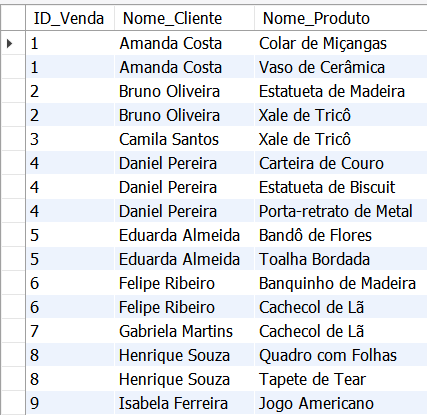 ID_Venda Nome_Cliente Nome_Produto
1 Amanda Costa Colar de Miçangas
1 Amanda Costa Vaso de Cerâmica
2 Bruno Oliveira Estatueta de Madeira
2 Bruno Oliveira Xale de Tricô
3 Camila Santos Xale de Tricô
4 Daniel Pereira Carteira de Couro
4 Daniel Pereira Estatueta de Biscuit
4 Daniel Pereira Porta-retrato de Metal
5 Eduarda Almeida Bandô de Flores
5 Eduarda Almeida Toalha Bordada
6 Felipe Ribeiro Banquinho de Madeira
6 Felipe Ribeiro Cachecol de Lã
7 Gabriela Martins Cachecol de Lã
8 Henrique Souza Quadro com Folhas
8 Henrique Souza Tapete de Tear
9 Isabela Ferreira Jogo Americano